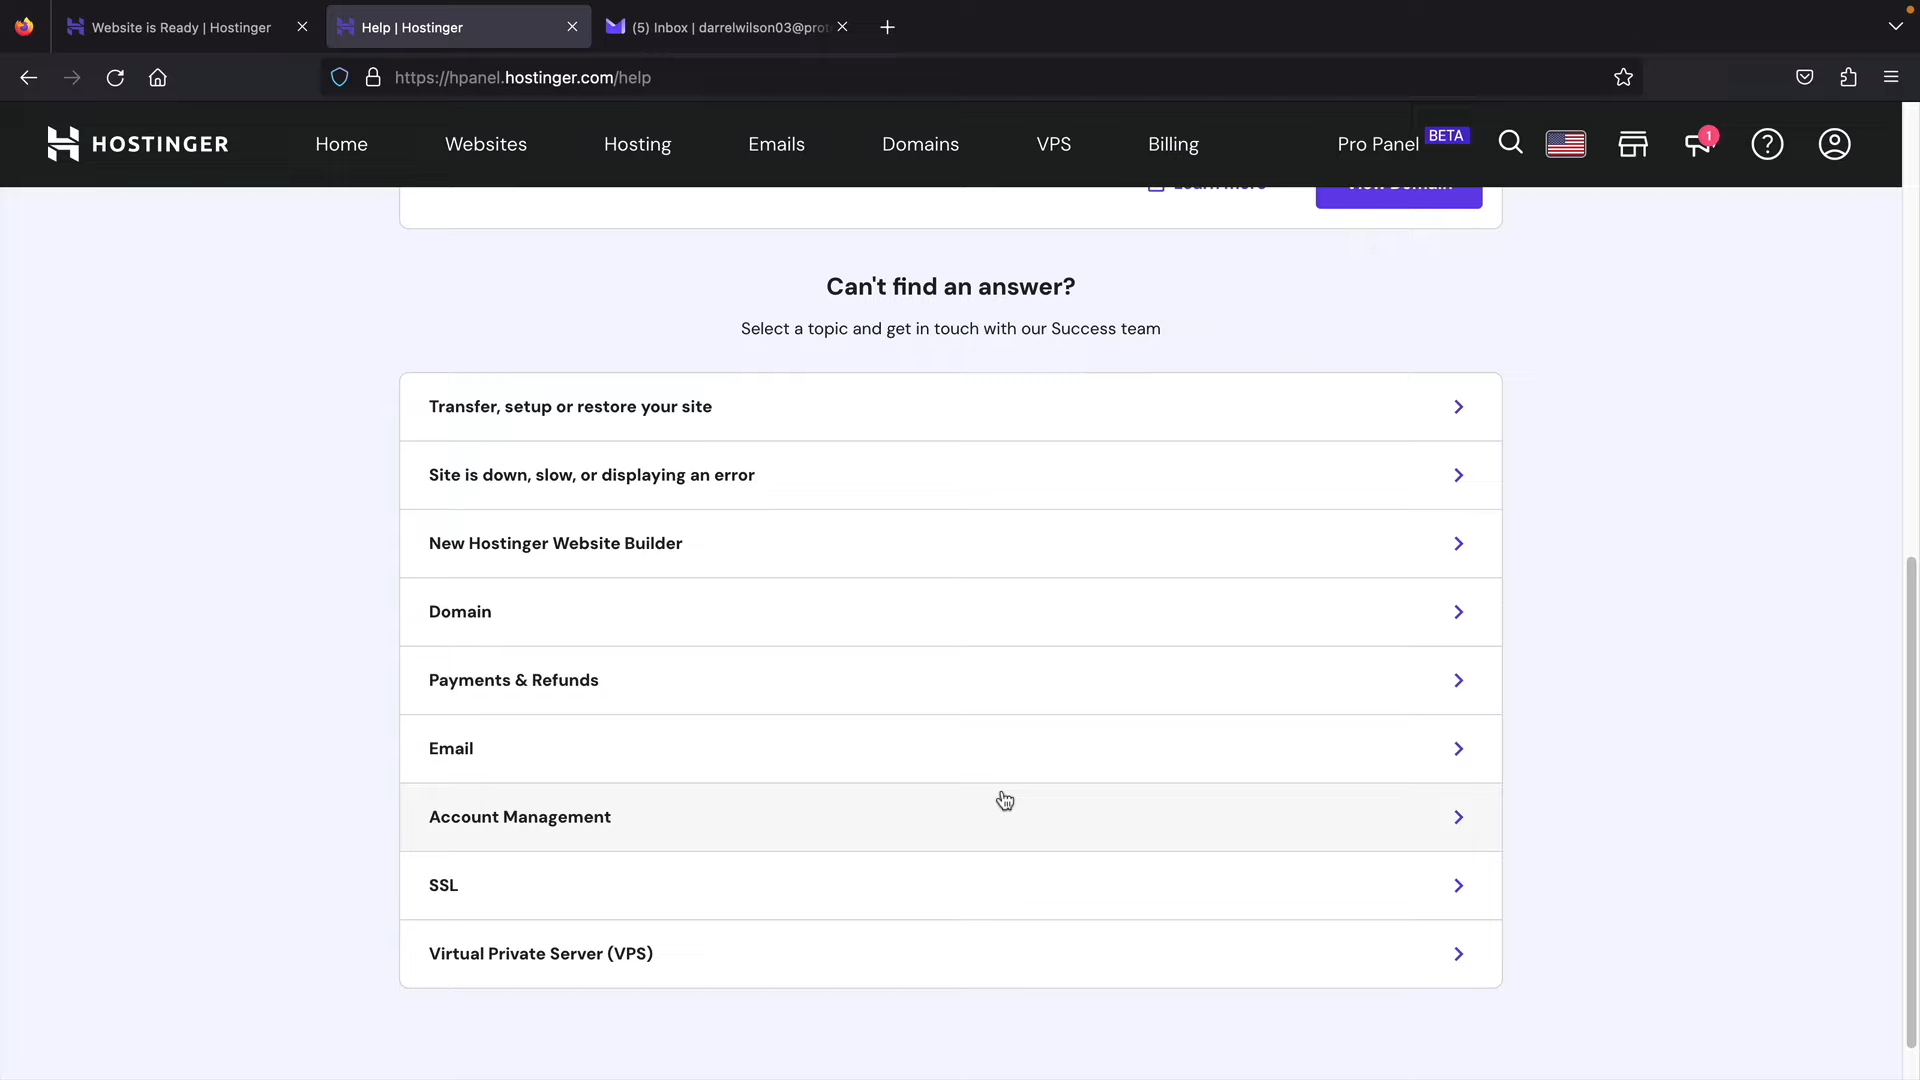 Website is Ready | Hostinger
Help | Hostinger
(5) Inbox | darrelwilson03@prot
https://hpanel.hostinger.com/help
HOSTINGER
Home
Websites
Hosting
Emails
Domains
VPS
Billing
Pro Panel
BETA
1
Learn more
View Domain
Can't find an answer?
Select a topic and get in touch with our Success team
Transfer, setup or restore your site
Site is down, slow, or displaying an error
New Hostinger Website Builder
Domain
Payments & Refunds
Email
Account Management
SSL
Virtual Private Server (VPS)